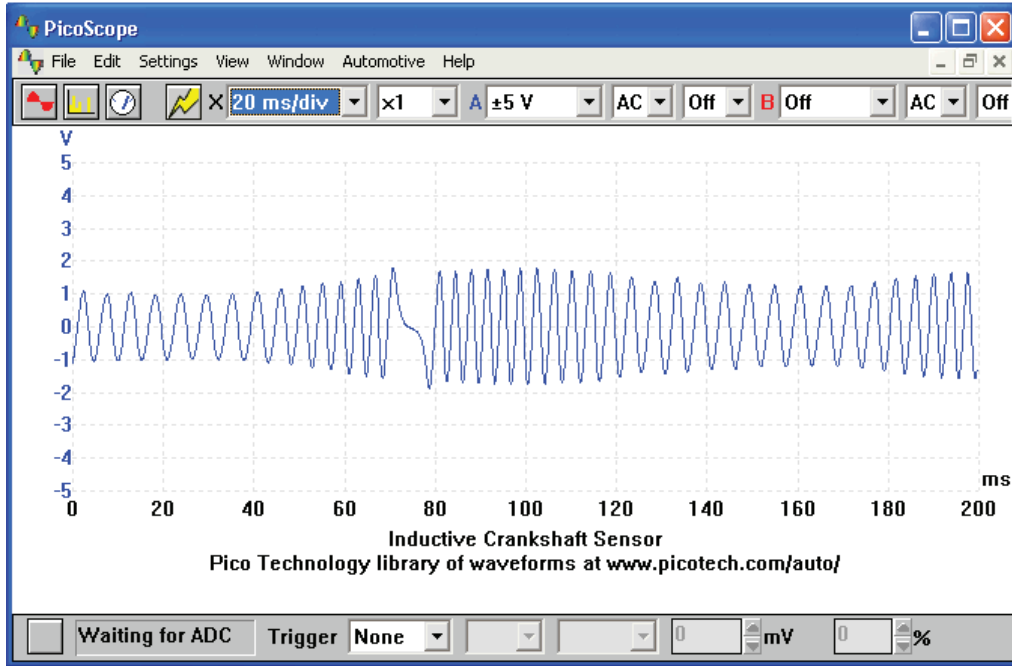 PicoScope
File Edit Settings View Window Automotive Help
X 20 ms/div x1 A ±5 V AC Off B Off AC Off
V
5
4
3
2
1
0
-1
-2
-3
-4
-5
0 20 40 60 80 100 120 140 160 180 200
ms
Inductive Crankshaft Sensor
Pico Technology library of waveforms at www.picotech.com/auto/
Waiting for ADC Trigger None 0 mV 0 %